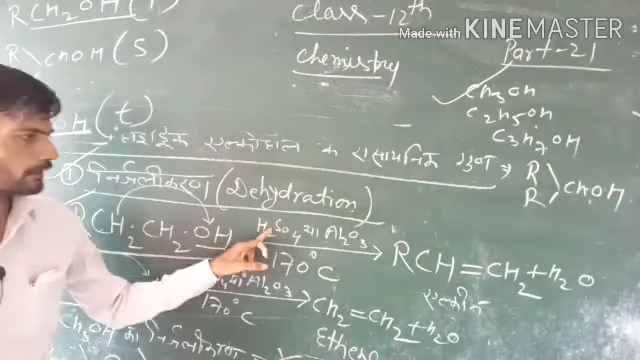 RCH2OH(1
R\CHOH(S)
OH(t)
Class-12th
Made with KINEMASTER
Chemistry
Part-21
CH3OH
C2H5OH
C3H7OH
एल्कोहॉल के रासायनिक गुण →
R\
R/ CHOH.
① निर्जलीकरण (Dehydration)
RCH2.CH2.OH H2SO4 या Al2O3 170°C → RCH=CH2+H2O
एल्कीन
या Al2O3 170°C → CH2=CH2+H2O
Ethene
CH3OH का निर्जलीकरण